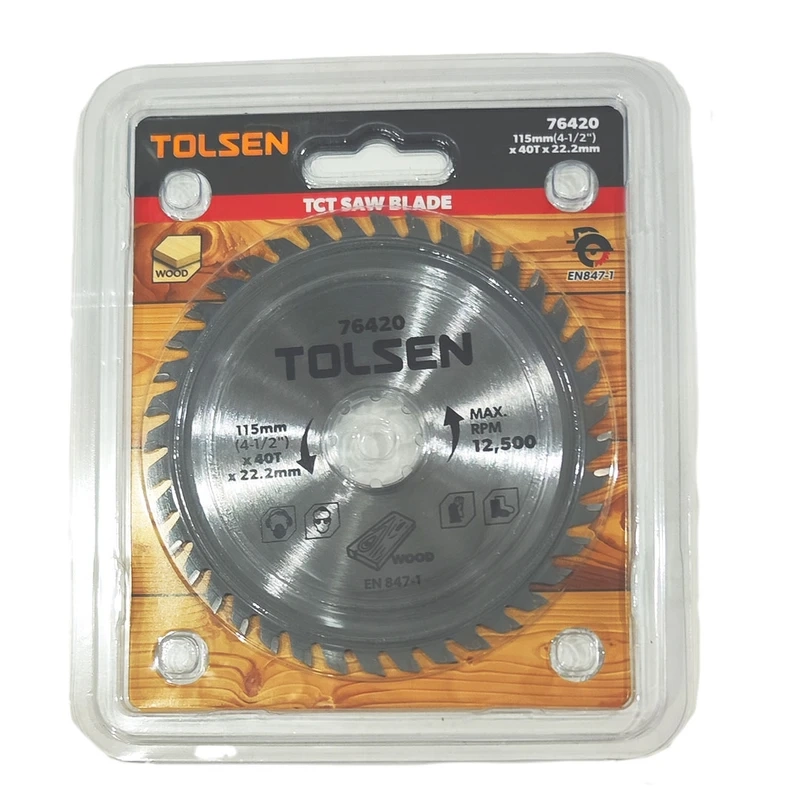 TOLSEN
76420
115mm(4-1/2")
x 40T x 22.2mm
TCT SAW BLADE
WOOD
EN847-1
76420
TOLSEN
115mm
(4-1/2")
x 40T
x 22.2mm
MAX.
RPM
12,500
WOOD
EN 847-1